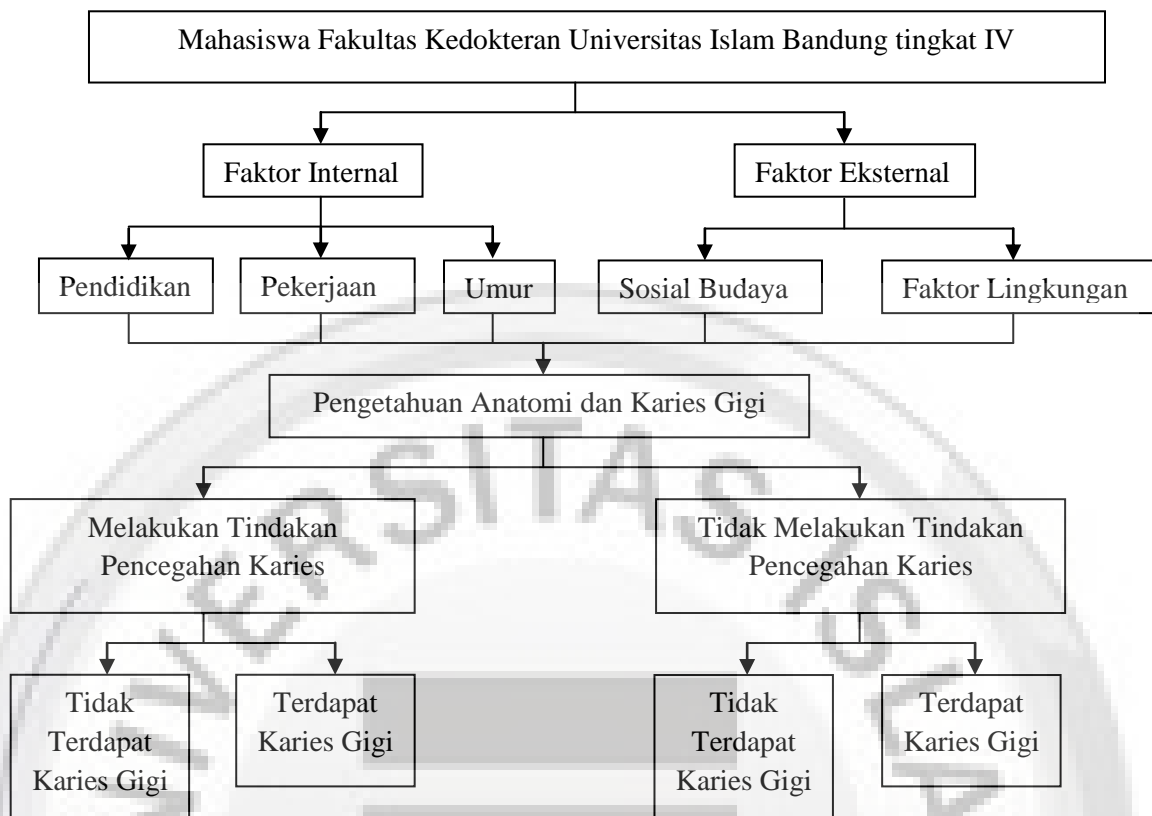 Mahasiswa Fakultas Kedokteran Universitas Islam Bandung tingkat IV
Faktor Internal
Faktor Eksternal
Pendidikan
Pekerjaan
Umur
Sosial Budaya
Faktor Lingkungan
Pengetahuan Anatomi dan Karies Gigi
Melakukan Tindakan
Pencegahan Karies
Tidak Melakukan Tindakan
Pencegahan Karies
Tidak
Terdapat
Karies Gigi
Terdapat
Karies Gigi
Tidak
Terdapat
Karies Gigi
Terdapat
Karies Gigi